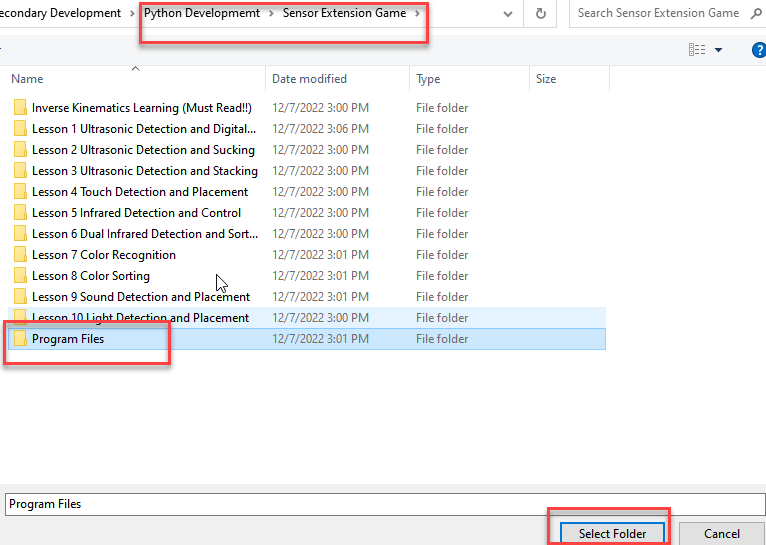 econdary Development > Python Developmemt > Sensor Extension Game > Search Sensor Extension Game
?
Name Date modified Type Size
Inverse Kinematics Learning (Must Read!!) 12/7/2022 3:00 PM File folder
Lesson 1 Ultrasonic Detection and Digital... 12/7/2022 3:06 PM File folder
Lesson 2 Ultrasonic Detection and Sucking 12/7/2022 3:00 PM File folder
Lesson 3 Ultrasonic Detection and Stacking 12/7/2022 3:00 PM File folder
Lesson 4 Touch Detection and Placement 12/7/2022 3:00 PM File folder
Lesson 5 Infrared Detection and Control 12/7/2022 3:00 PM File folder
Lesson 6 Dual Infrared Detection and Sort... 12/7/2022 3:00 PM File folder
Lesson 7 Color Recognition 12/7/2022 3:01 PM File folder
Lesson 8 Color Sorting 12/7/2022 3:01 PM File folder
Lesson 9 Sound Detection and Placement 12/7/2022 3:01 PM File folder
Lesson 10 Light Detection and Placement 12/7/2022 3:00 PM File folder
Program Files 12/7/2022 3:01 PM File folder
Program Files
Select Folder Cancel